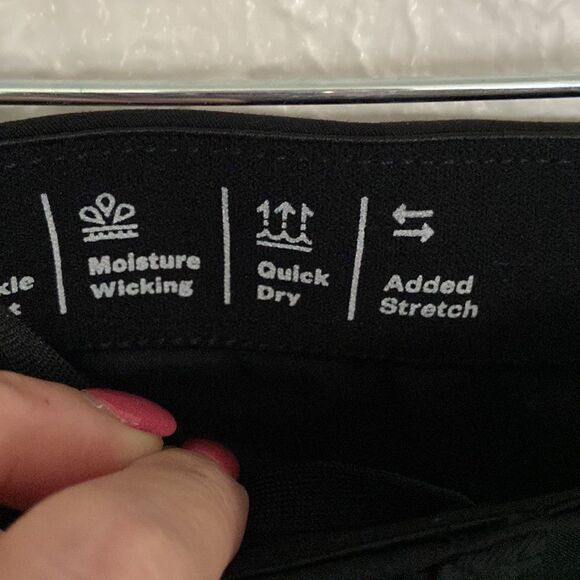 Moisture
Wicking
Quick
Dry
Added
Stretch